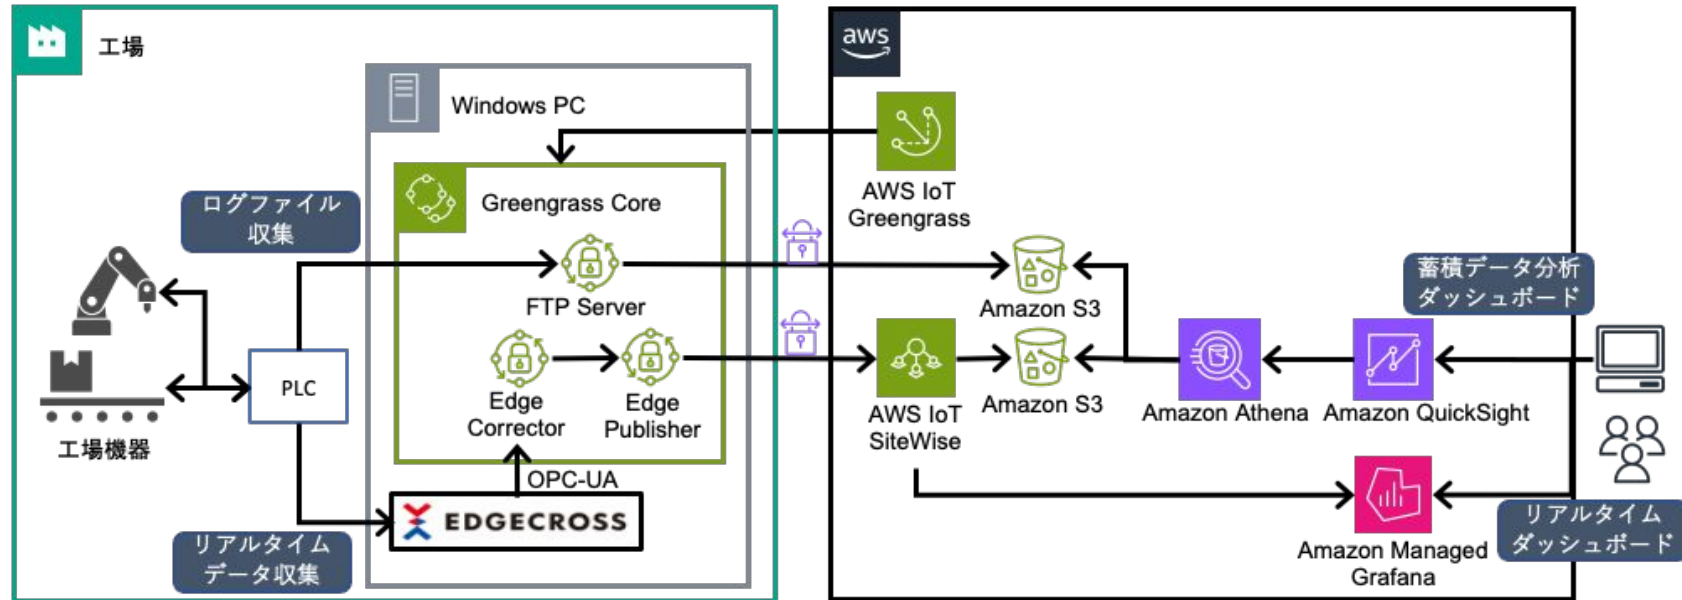 工場
aws
Windows PC
AWS IoT
Greengrass
ログファイル
収集
Greengrass Core
FTP Server
Amazon S3
蓄積データ分析
ダッシュボード
PLC
工場機器
Edge
Corrector
Edge
Publisher
AWS IoT
SiteWise
Amazon S3
Amazon Athena
Amazon QuickSight
OPC-UA
EDGECROSS
リアルタイム
データ収集
Amazon Managed
Grafana
リアルタイム
ダッシュボード